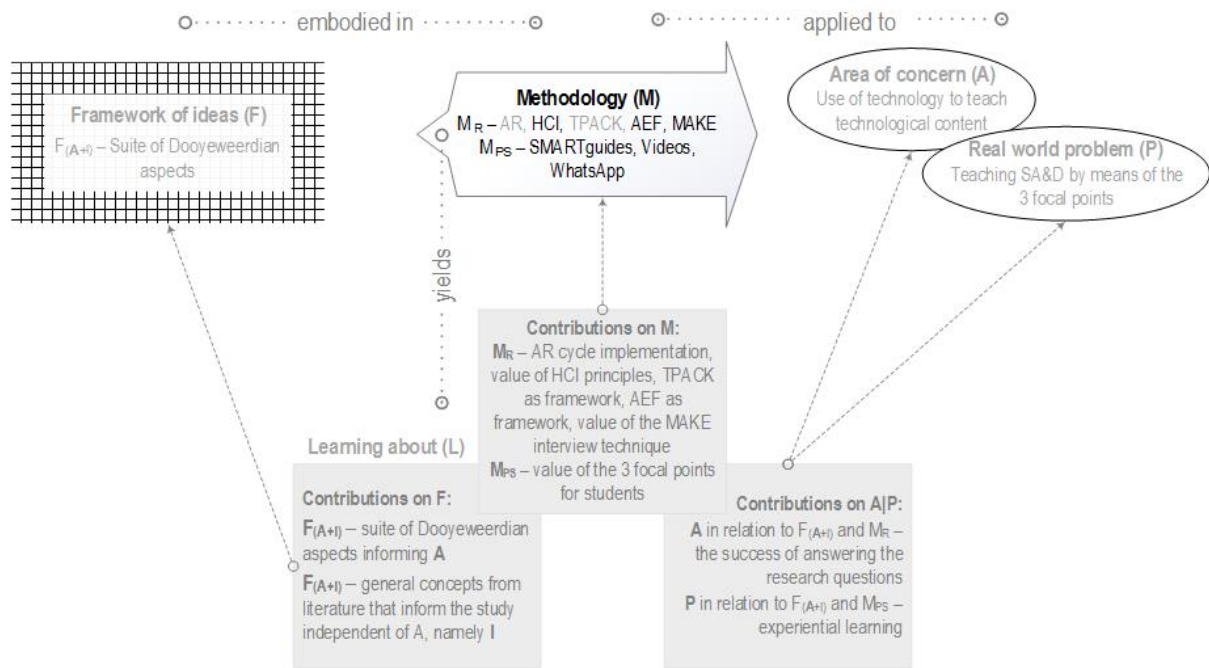 embodied in
applied to
Framework of ideas (F)
F(A+I) – Suite of Dooyeweerdian
aspects
Methodology (M)
MR – AR, HCI, TPACK, AEF, MAKE
MPS – SMARTguides, Videos,
WhatsApp
Area of concern (A)
Use of technology to teach
technological content
Real world problem (P)
Teaching SA&D by means of the
3 focal points
yields
Contributions on M:
MR – AR cycle implementation,
value of HCI principles, TPACK
as framework, AEF as
framework, value of the MAKE
interview technique
MPS – value of the 3 focal points
for students
Learning about (L)
Contributions on F:
F(A+I) – suite of Dooyeweerdian
aspects informing A
F(A+I) – general concepts from
literature that inform the study
independent of A, namely I
Contributions on A|P:
A in relation to F(A+I) and MR –
the success of answering the
research questions
P in relation to F(A+I) and MPS –
experiential learning